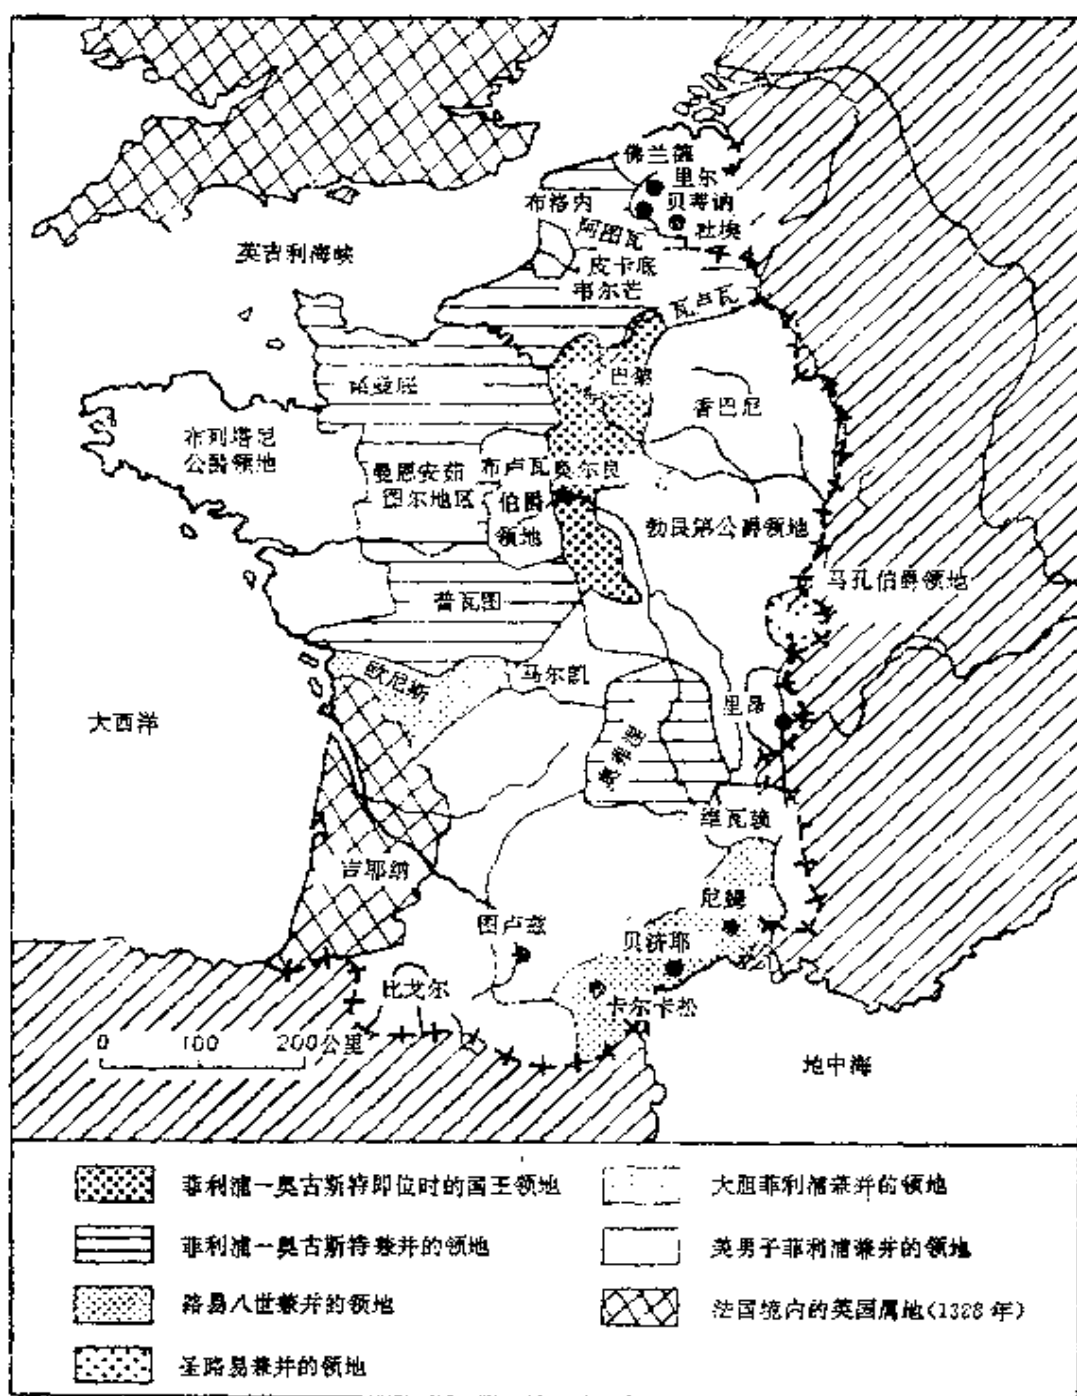 佛兰德
里尔
布洛内
贝蒂纳
杜埃
阿图瓦
英吉利海峡
皮卡底
韦尔芒
瓦卢瓦
巴黎
诺曼底
香巴尼
布列塔尼
公爵领地
曼恩安茹
图尔地区
布卢瓦
伯爵
领地
奥尔良
勃艮第公爵领地
马孔伯爵领地
普瓦图
欧尼斯
马尔凯
里昂
大西洋
奥弗涅
维瓦赖
吉耶纳
尼姆
图卢兹
贝济耶
比戈尔
卡尔卡松
0 100 200公里
地中海
菲利浦一奥古斯特即位时的国王领地
菲利浦一奥古斯特兼并的领地
路易八世兼并的领地
圣路易兼并的领地
大胆菲利浦兼并的领地
美男子菲利浦兼并的领地
法国境内的英国属地(1328年)